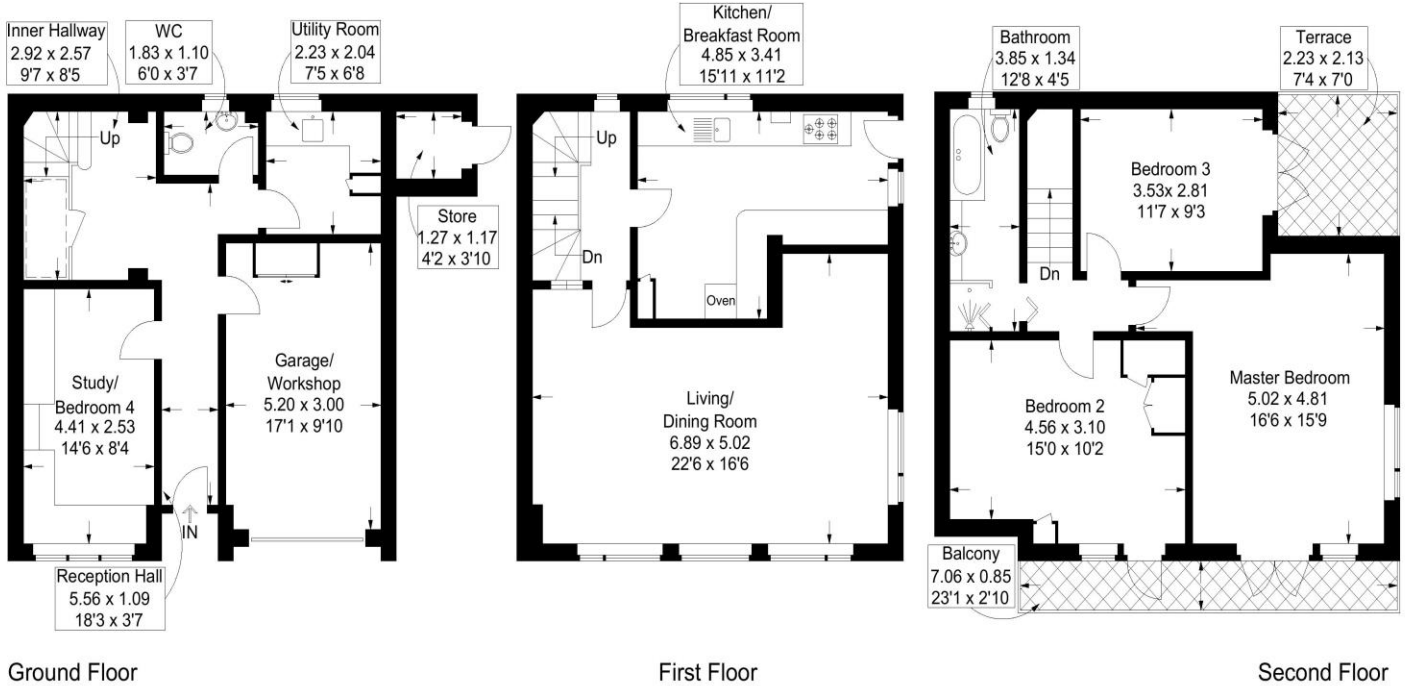 Inner Hallway
2.92 x 2.57
9'7 x 8'5
WC
1.83 x 1.10
6'0 x 3'7
Utility Room
2.23 x 2.04
7'5 x 6'8
Up
Store
1.27 x 1.17
4'2 x 3'10
Study/
Bedroom 4
4.41 x 2.53
14'6 x 8'4
Garage/
Workshop
5.20 x 3.00
17'1 x 9'10
IN
Reception Hall
5.56 x 1.09
18'3 x 3'7
Ground Floor
Kitchen/
Breakfast Room
4.85 x 3.41
15'11 x 11'2
Up
Dn
Oven
Living/
Dining Room
6.89 x 5.02
22'6 x 16'6
First Floor
Bathroom
3.85 x 1.34
12'8 x 4'5
Terrace
2.23 x 2.13
7'4 x 7'0
Bedroom 3
3.53x 2.81
11'7 x 9'3
Dn
Bedroom 2
4.56 x 3.10
15'0 x 10'2
Master Bedroom
5.02 x 4.81
16'6 x 15'9
Balcony
7.06 x 0.85
23'1 x 2'10
Second Floor